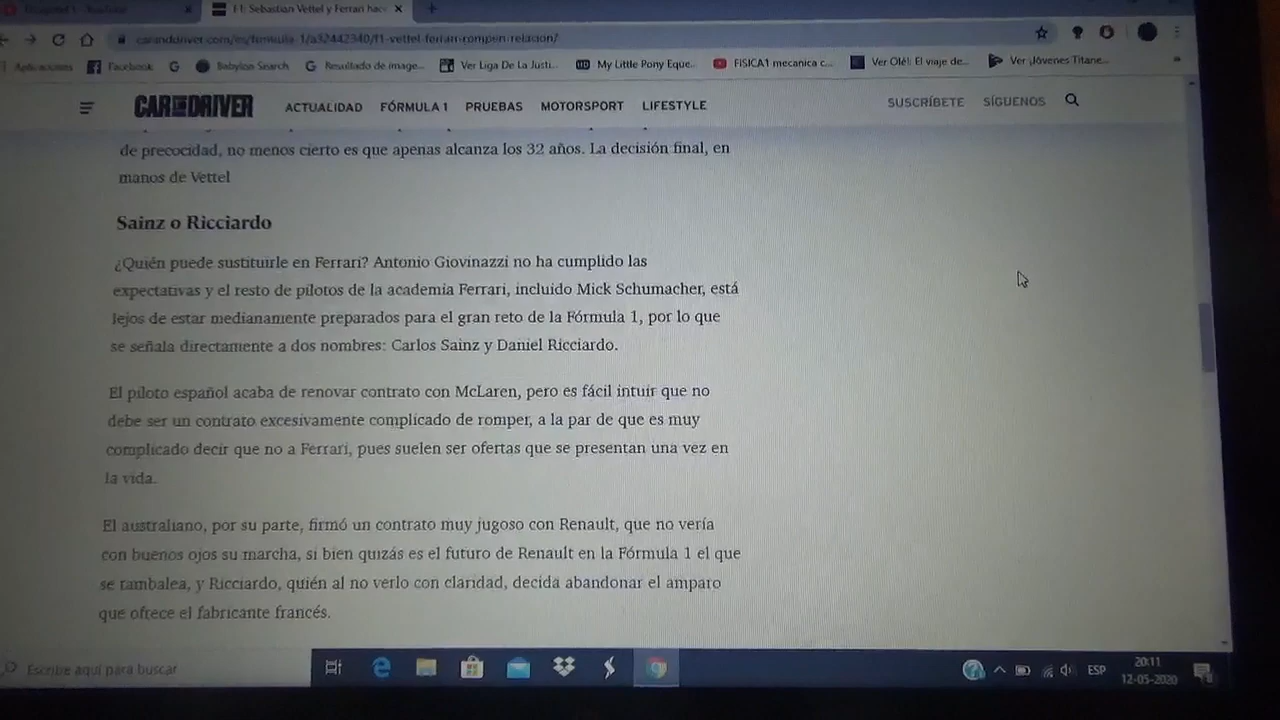 F1: Sebastian Vettel y Ferrari hace
carandriver.com/es/formula-1/a32442340/f1-vettel-ferrari-rompen-relacion/
Aplicaciones Facebook Babylon Search Resultado de image... Ver Liga De La Justi... My Little Pony Eque... FISICA1 mecanica c... Ver Olé! El viaje de... Ver ¡Jóvenes Titane...
CAR AND DRIVER ACTUALIDAD FÓRMULA 1 PRUEBAS MOTORSPORT LIFESTYLE SUSCRÍBETE SÍGUENOS
de precocidad, no menos cierto es que apenas alcanza los 32 años. La decisión final, en
manos de Vettel
Sainz o Ricciardo
¿Quién puede sustituirle en Ferrari? Antonio Giovinazzi no ha cumplido las
expectativas y el resto de pilotos de la academia Ferrari, incluido Mick Schumacher, está
lejos de estar medianamente preparados para el gran reto de la Fórmula 1, por lo que
se señala directamente a dos nombres: Carlos Sainz y Daniel Ricciardo.
El piloto español acaba de renovar contrato con McLaren, pero es fácil intuir que no
debe ser un contrato excesivamente complicado de romper, a la par de que es muy
complicado decir que no a Ferrari, pues suelen ser ofertas que se presentan una vez en
la vida.
El australiano, por su parte, firmó un contrato muy jugoso con Renault, que no vería
con buenos ojos su marcha, si bien quizás es el futuro de Renault en la Fórmula 1 el que
se tambalea, y Ricciardo, quién al no verlo con claridad, decida abandonar el amparo
que ofrece el fabricante francés.
Escribe aquí para buscar
ESP
20:11
12-05-2020